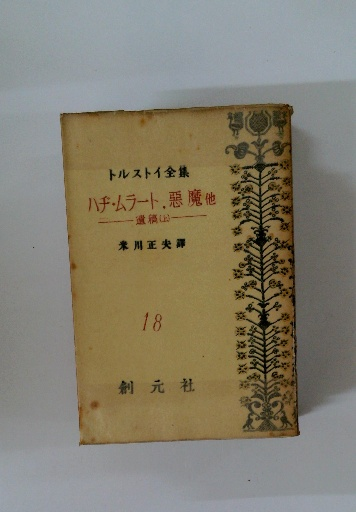 トルストイ全集
ハヂ・ムラート・惡魔他
遺稿(上)
米川正夫譯
18
創元社